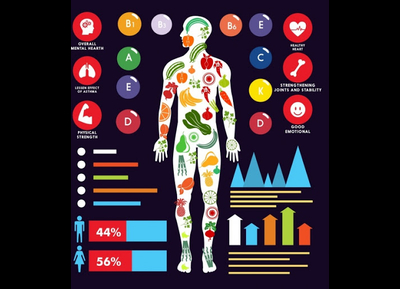 OVERALL
MENTAL HEARTH
LESSEN EFFECT
OF ASTHMA
PHYSICAL
STRENGTH
B1
A
E
D
B6
E
C
K
D
HEALTHY
HEART
STRENGTHENING
JOINTS AND STABILITY
GOOD
EMOTIONAL
44%
56%